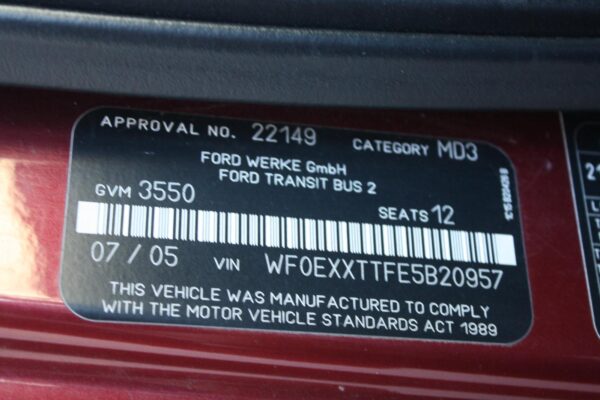 APPROVAL NO. 22149 CATEGORY MD3
FORD WERKE GmbH
FORD TRANSIT BUS 2
GVM 3550 SEATS 12
07 / 05 VIN WF0EXXTTFE5B20957
THIS VEHICLE WAS MANUFACTURED TO COMPLY
WITH THE MOTOR VEHICLE STANDARDS ACT 1989